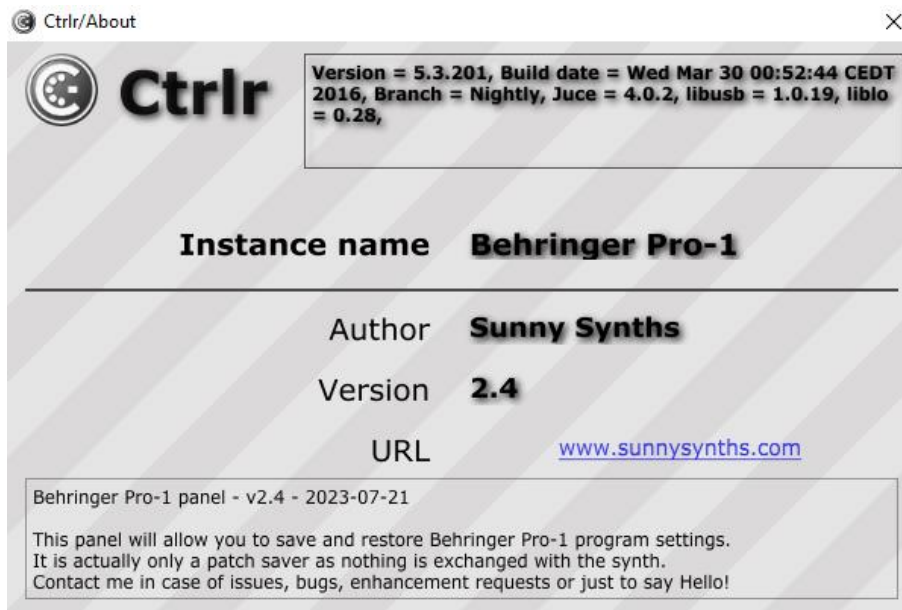 Ctrlr/About
Ctrlr
Version = 5.3.201, Build date = Wed Mar 30 00:52:44 CEDT
2016, Branch = Nightly, Juce = 4.0.2, libusb = 1.0.19, liblo
= 0.28,
Instance name Behringer Pro-1
Author Sunny Synths
Version 2.4
URL www.sunnysynths.com
Behringer Pro-1 panel - v2.4 - 2023-07-21
This panel will allow you to save and restore Behringer Pro-1 program settings.
It is actually only a patch saver as nothing is exchanged with the synth.
Contact me in case of issues, bugs, enhancement requests or just to say Hello!